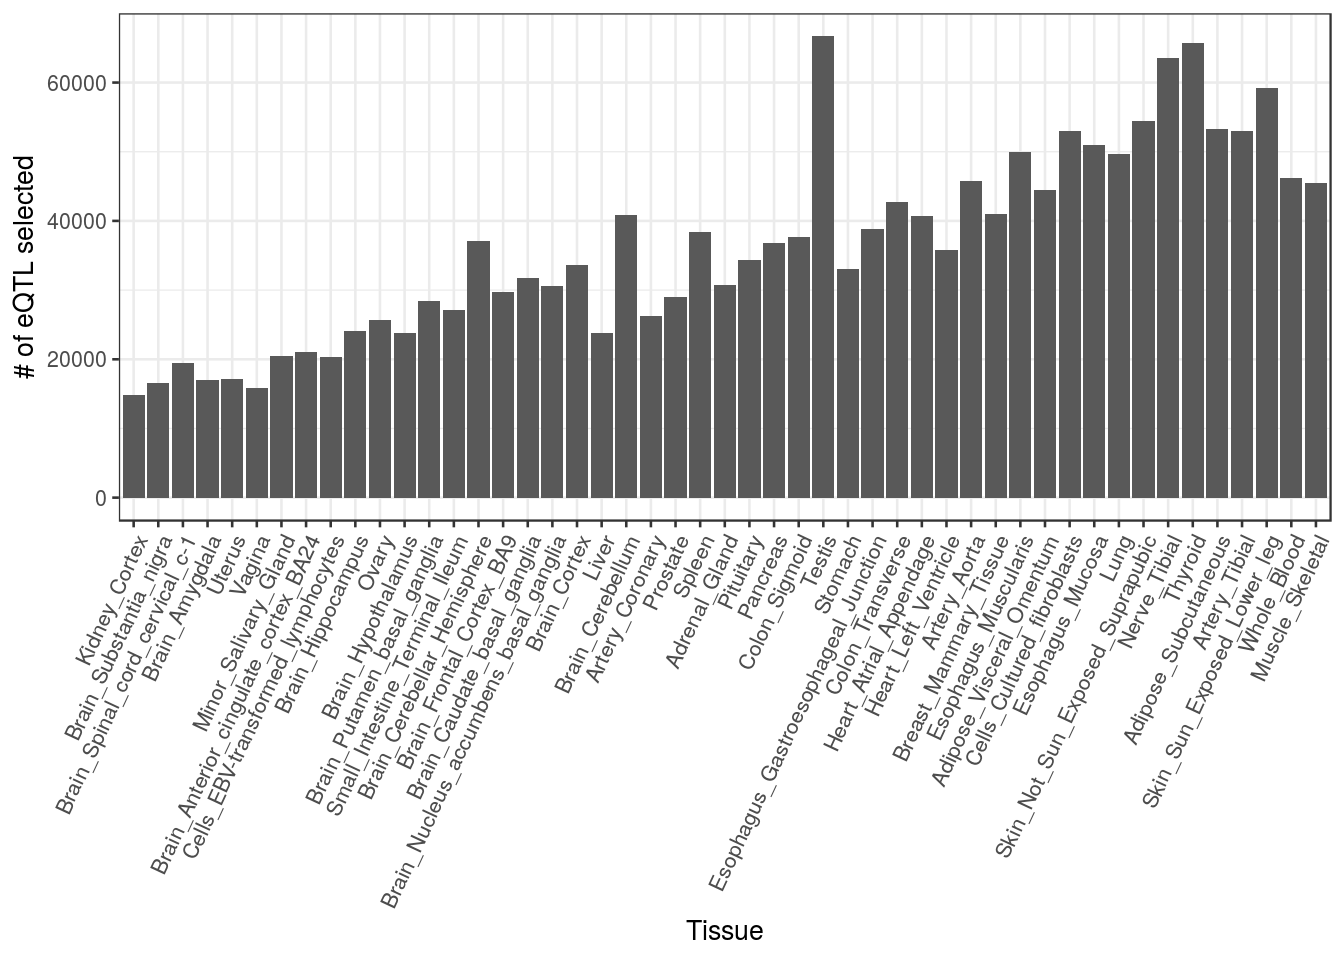 60000
40000
20000
0
# of eQTL selected
Kidney_Cortex
Brain_Substantia_nigra
Brain_Spinal_cord_cervical_c-1
Brain_Amygdala
Uterus
Vagina
Minor_Salivary_Gland
Brain_Anterior_cingulate_cortex_BA24
Cells_EBV-transformed_lymphocytes
Brain_Hippocampus
Ovary
Brain_Hypothalamus
Brain_Putamen_basal_ganglia
Small_Intestine_Terminal_Ileum
Brain_Cerebellar_Hemisphere
Brain_Frontal_Cortex_BA9
Brain_Caudate_basal_ganglia
Brain_Nucleus_accumbens_basal_ganglia
Brain_Cortex
Liver
Brain_Cerebellum
Artery_Coronary
Prostate
Spleen
Adrenal_Gland
Pituitary
Pancreas
Colon_Sigmoid
Testis
Stomach
Esophagus_Gastroesophageal_Junction
Colon_Transverse
Heart_Atrial_Appendage
Heart_Left_Ventricle
Artery_Aorta
Breast_Mammary_Tissue
Esophagus_Muscularis
Adipose_Visceral_Omentum
Cells_Cultured_fibroblasts
Esophagus_Mucosa
Lung
Skin_Not_Sun_Exposed_Suprapubic
Nerve_Tibial
Thyroid
Adipose_Subcutaneous
Artery_Tibial
Skin_Sun_Exposed_Lower_leg
Whole_Blood
Muscle_Skeletal
Tissue